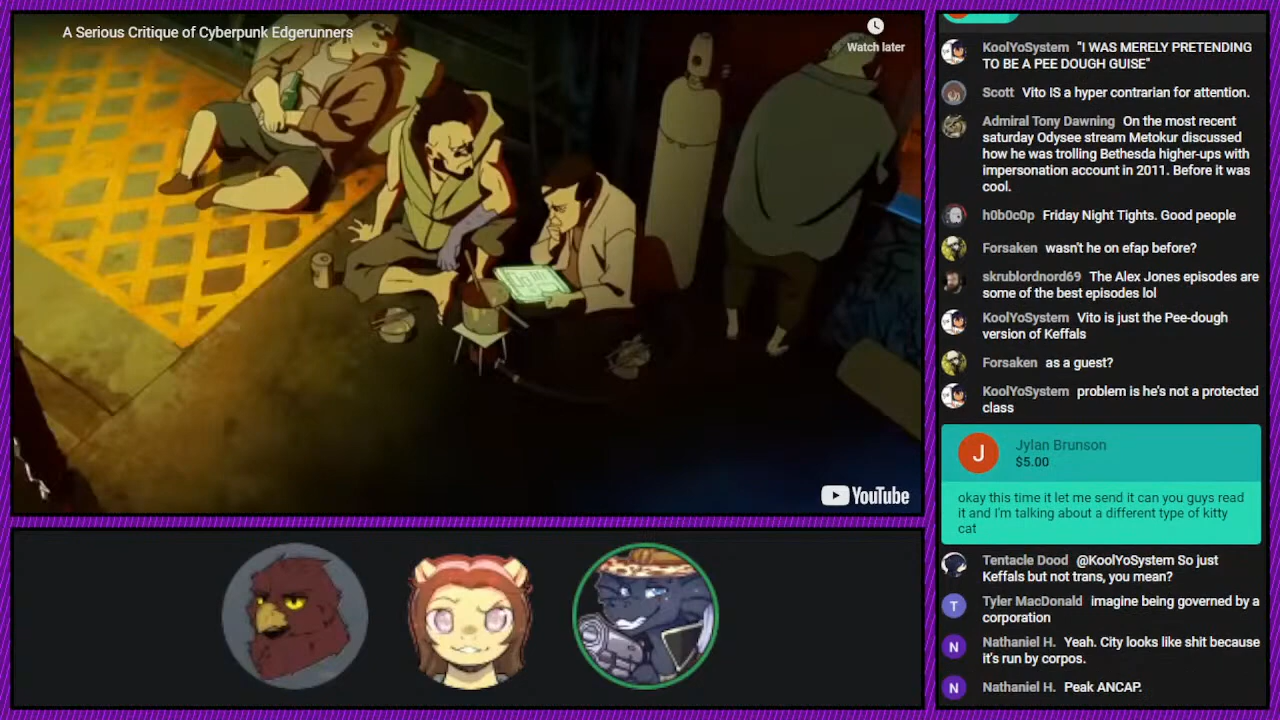 A Serious Critique of Cyberpunk Edgerunners
Watch later
YouTube
KoolYoSystem "I WAS MERELY PRETENDING
TO BE A PEE DOUGH GUISE"
Scott Vito IS a hyper contrarian for attention.
Admiral Tony Dawning On the most recent
saturday Odysee stream Metokur discussed
how he was trolling Bethesda higher-ups with
impersonation account in 2011. Before it was
cool.
h0b0c0p Friday Night Tights. Good people
Forsaken wasn't he on efap before?
skrublordnord69 The Alex Jones episodes are
some of the best episodes lol
KoolYoSystem Vito is just the Pee-dough
version of Keffals
Forsaken as a guest?
KoolYoSystem problem is he's not a protected
class
J
Jylan Brunson
$5.00
okay this time it let me send it can you guys read
it and I'm talking about a different type of kitty
cat
Tentacle Dood @KoolYoSystem So just
Keffals but not trans, you mean?
T
Tyler MacDonald imagine being governed by a
corporation
N
Nathaniel H. Yeah. City looks like shit because
it's run by corpos.
N
Nathaniel H. Peak ANCAP.